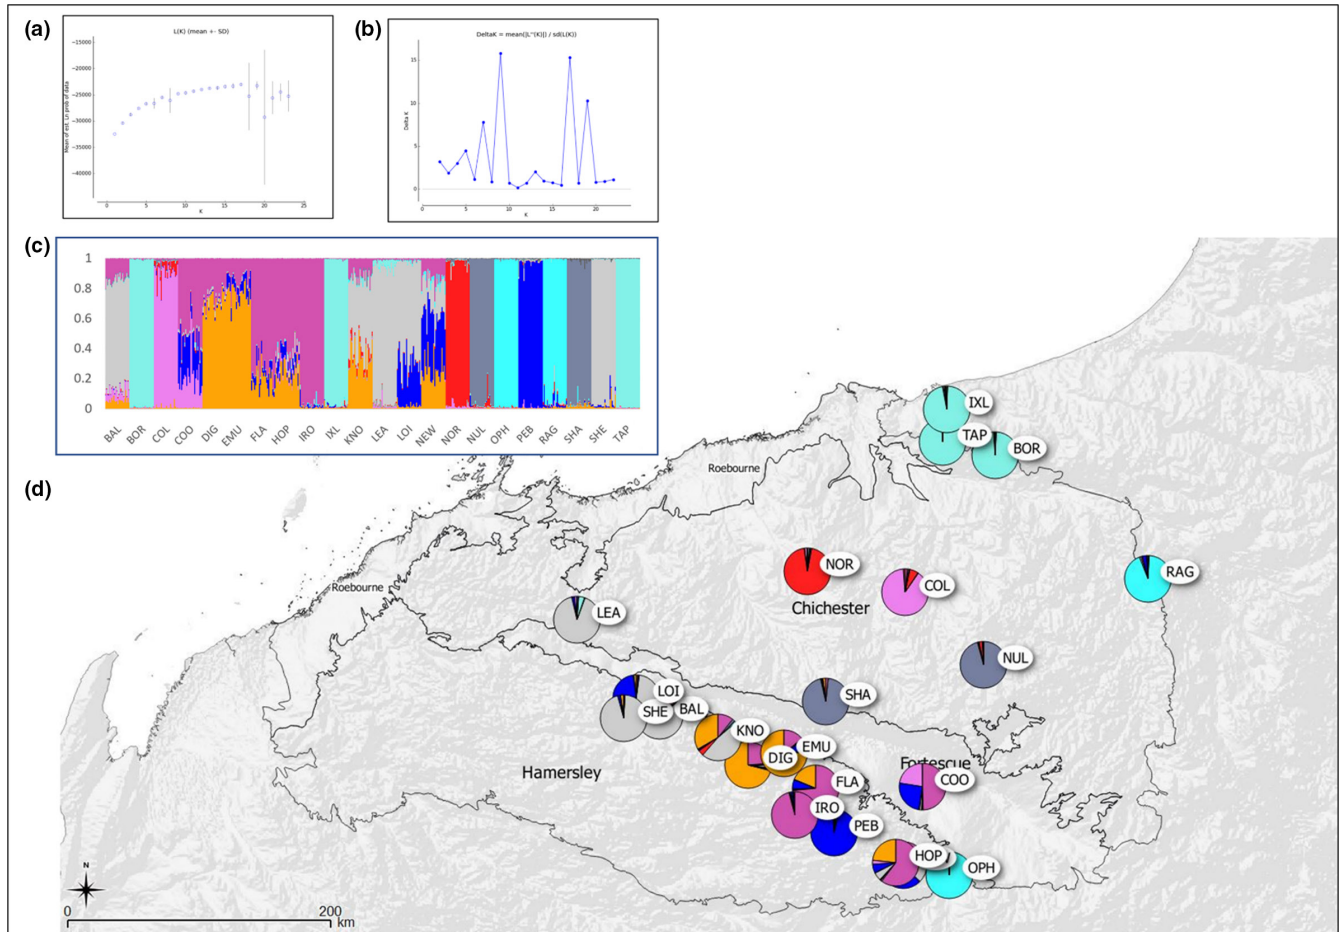 (a)
L(K) (mean +- SD)
Mean of est. Ln prob of data
−15000
−20000
−25000
−30000
−35000
−40000
0 5 10 15 20 25
K
(b)
DeltaK = mean(|L''(K)|) / sd(L(K))
Delta K
15
10
5
0
0 5 10 15 20
K
(c)
1
0.8
0.6
0.4
0.2
0
BAL BOR COL COO DIG EMU FLA HOP IRO IXL KNO LEA LOI NEW NOR NUL OPH PEB RAG SHA SHE TAP
(d)
IXL
TAP
BOR
Roebourne
NOR
COL
RAG
Chichester
Roebourne
LEA
NUL
SHA
LOI
SHE
BAL
KNO
EMU
DIG
Hamersley
Fortescue
COO
FLA
IRO
PEB
HOP
OPH
N
0 200
km